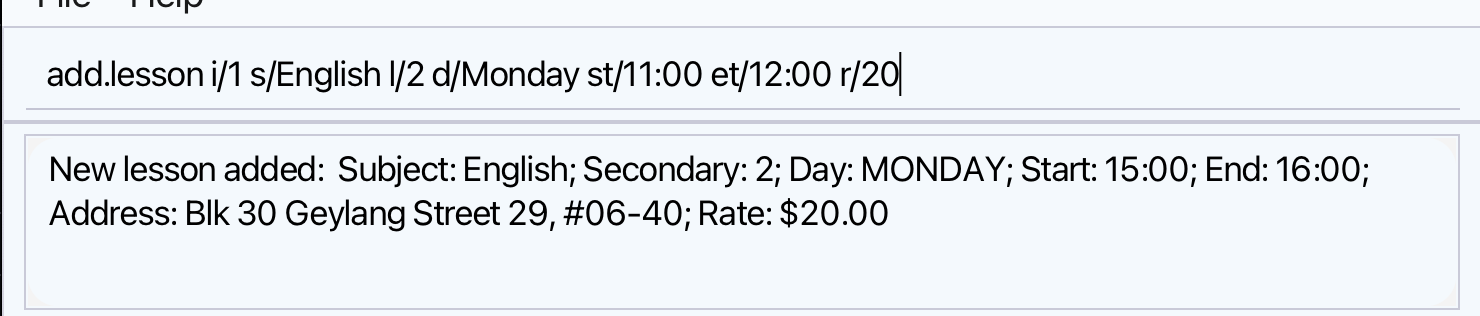 File Help
add.lesson i/1 s/English l/2 d/Monday st/11:00 et/12:00 r/20
New lesson added:  Subject: English; Secondary: 2; Day: MONDAY; Start: 15:00; End: 16:00;
Address: Blk 30 Geylang Street 29, #06-40; Rate: $20.00